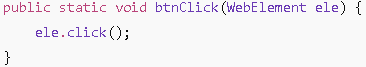 public static void btnClick(WebElement ele) {
    ele.click();
}